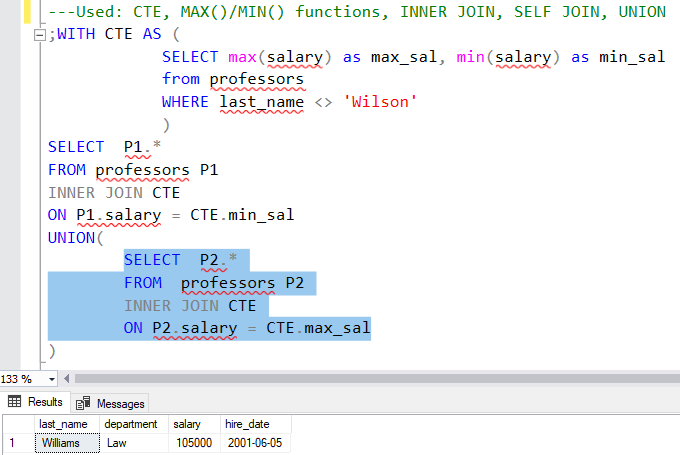 ---Used: CTE, MAX()/MIN() functions, INNER JOIN, SELF JOIN, UNION
;WITH CTE AS (
SELECT max(salary) as max_sal, min(salary) as min_sal
from professors
WHERE last_name <> 'Wilson'
)
SELECT P1.*
FROM professors P1
INNER JOIN CTE
ON P1.salary = CTE.min_sal
UNION(
SELECT P2.*
FROM professors P2
INNER JOIN CTE
ON P2.salary = CTE.max_sal
)
133 %
Results Messages
last_name department salary hire_date
1 Williams Law 105000 2001-06-05